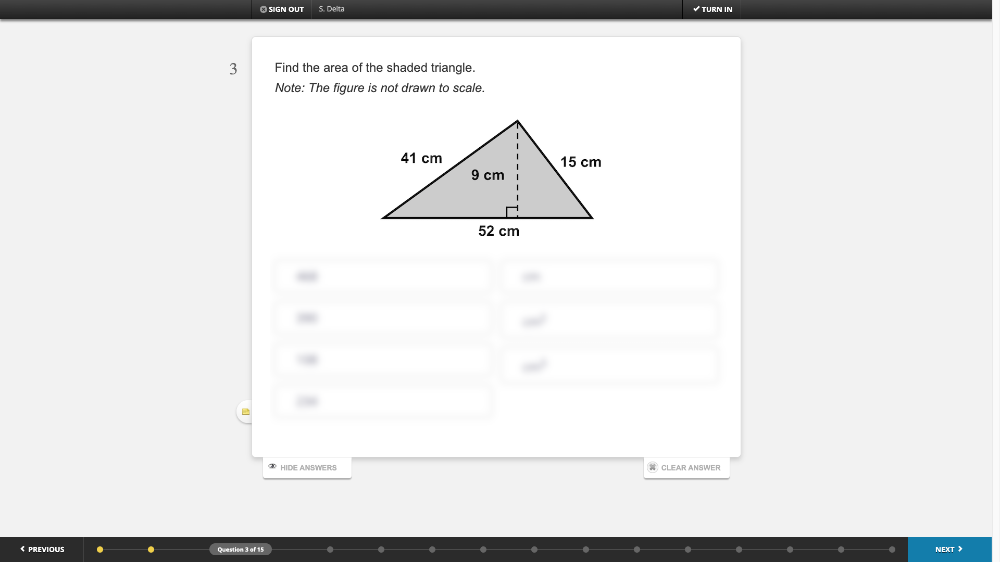 SIGN OUT
S. Delta
TURN IN
3
Find the area of the shaded triangle.
Note: The figure is not drawn to scale.
41 cm
15 cm
9 cm
52 cm
HIDE ANSWERS
CLEAR ANSWER
PREVIOUS
Question 3 of 15
NEXT